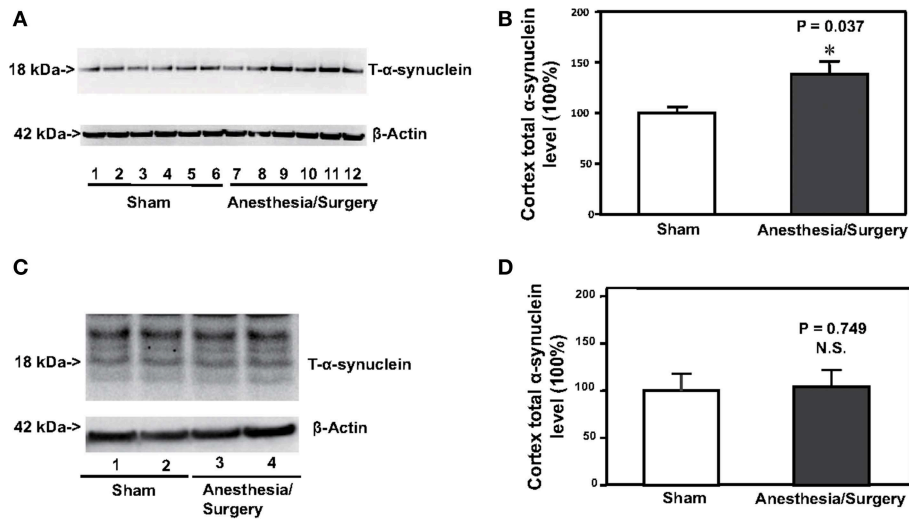 A
18 kDa->
T-α-synuclein
42 kDa->
β-Actin
1 2 3 4 5 6 7 8 9 10 11 12
Sham Anesthesia/Surgery
B
Cortex total α-synuclein
level (100%)
200
150
100
50
0
P = 0.037
*
Sham Anesthesia/Surgery
C
18 kDa->
T-α-synuclein
42 kDa->
β-Actin
1 2 3 4
Sham Anesthesia/
Surgery
D
Cortex total α-synuclein
level (100%)
200
150
100
50
0
P = 0.749
N.S.
Sham Anesthesia/Surgery